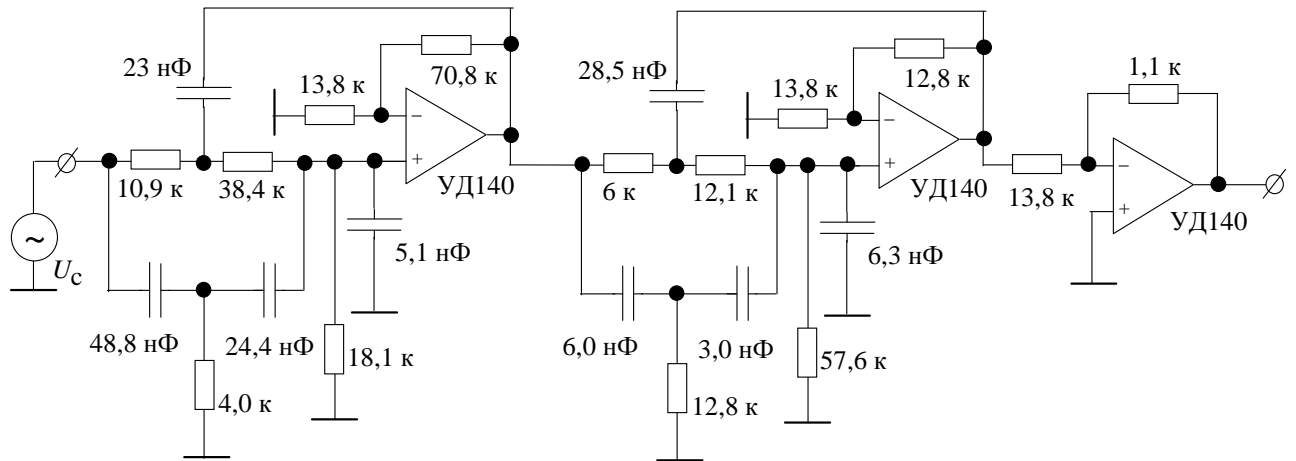 23 нФ
70,8 к
13,8 к
−
+
УД140
10,9 к
38,4 к
5,1 нФ
~
Uс
48,8 нФ
24,4 нФ
18,1 к
4,0 к
28,5 нФ
12,8 к
13,8 к
−
+
УД140
6 к
12,1 к
6,3 нФ
6,0 нФ
3,0 нФ
57,6 к
12,8 к
1,1 к
13,8 к
−
+
УД140